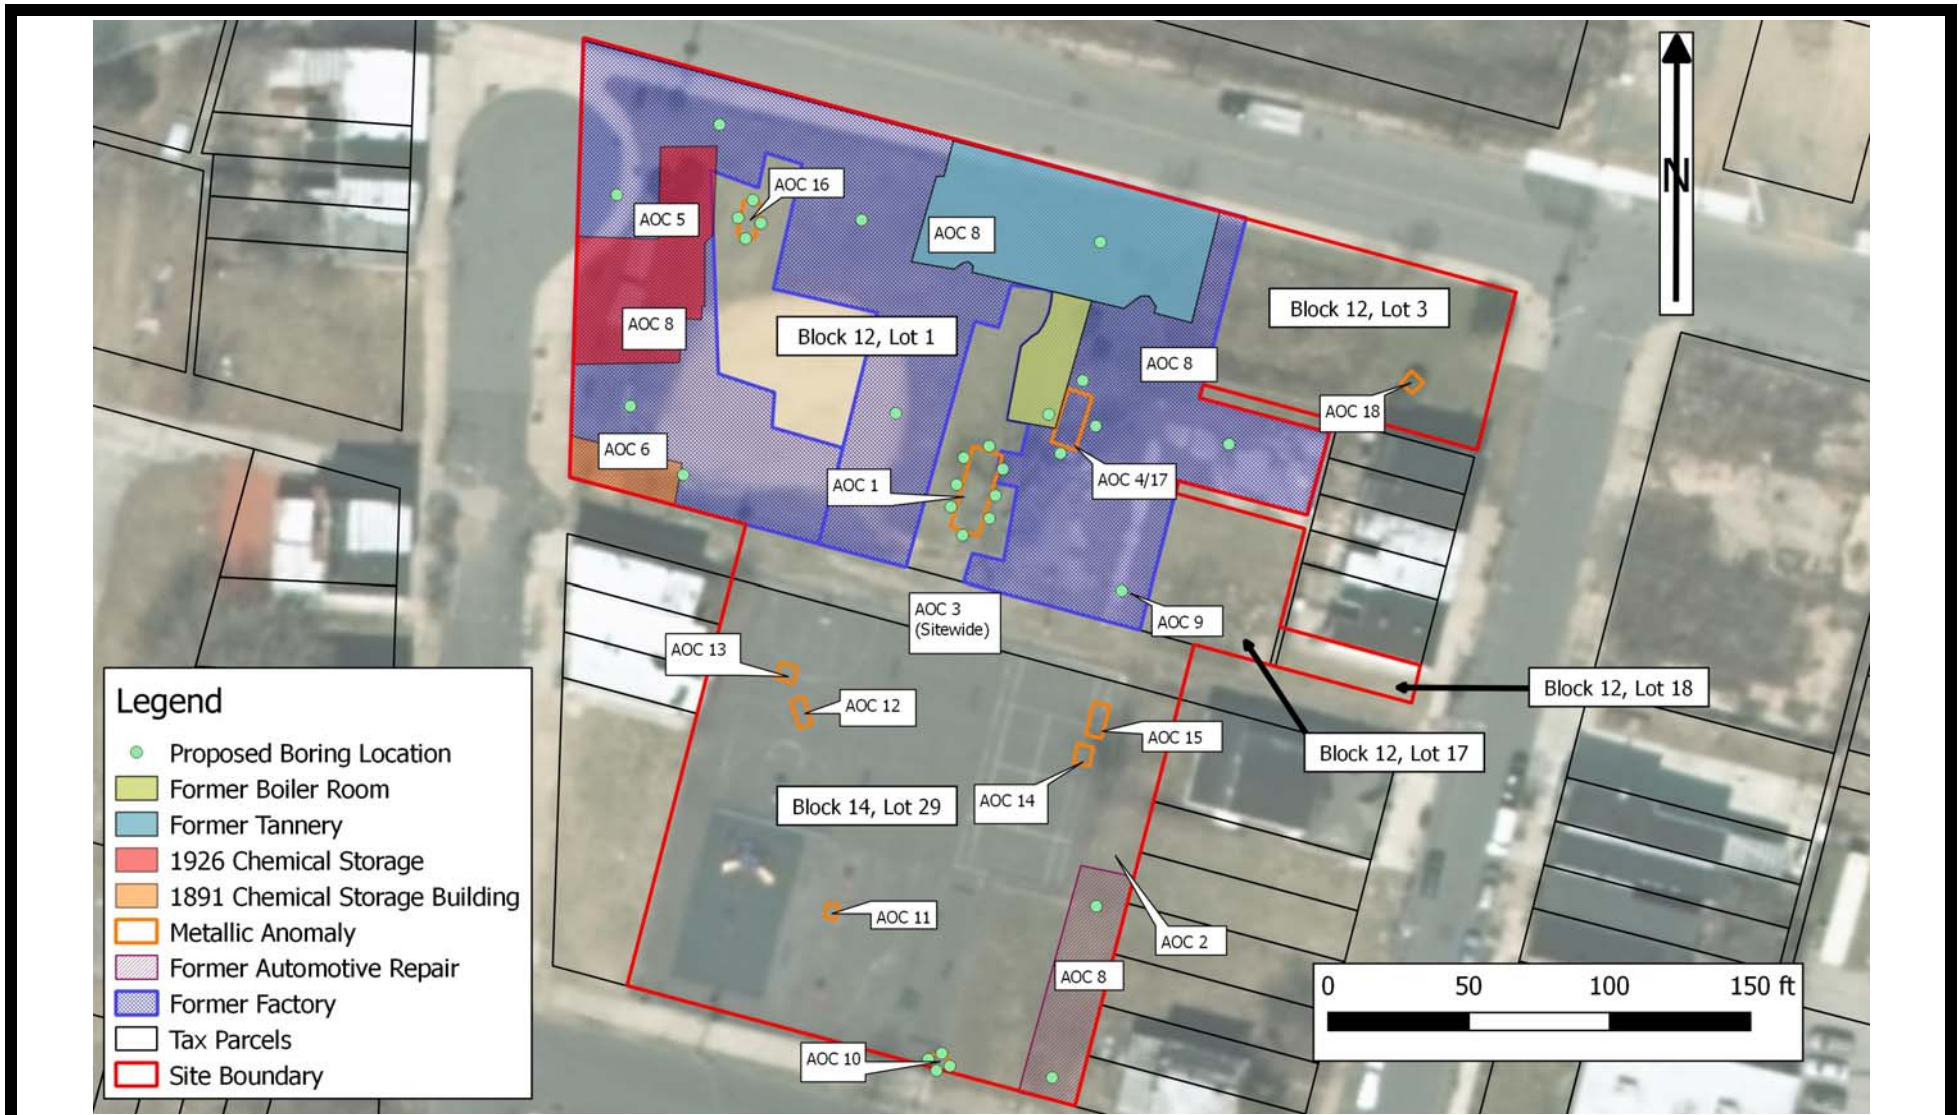 N
AOC 16
AOC 5
AOC 8
Block 12, Lot 3
AOC 8
Block 12, Lot 1
AOC 8
AOC 18
AOC 6
AOC 1
AOC 4/17
AOC 3
(Sitewide)
AOC 9
AOC 13
Block 12, Lot 18
AOC 12
AOC 15
Block 12, Lot 17
AOC 14
Block 14, Lot 29
AOC 11
AOC 2
AOC 8
AOC 10
Legend
Proposed Boring Location
Former Boiler Room
Former Tannery
1926 Chemical Storage
1891 Chemical Storage Building
Metallic Anomaly
Former Automotive Repair
Former Factory
Tax Parcels
Site Boundary
0 50 100 150 ft